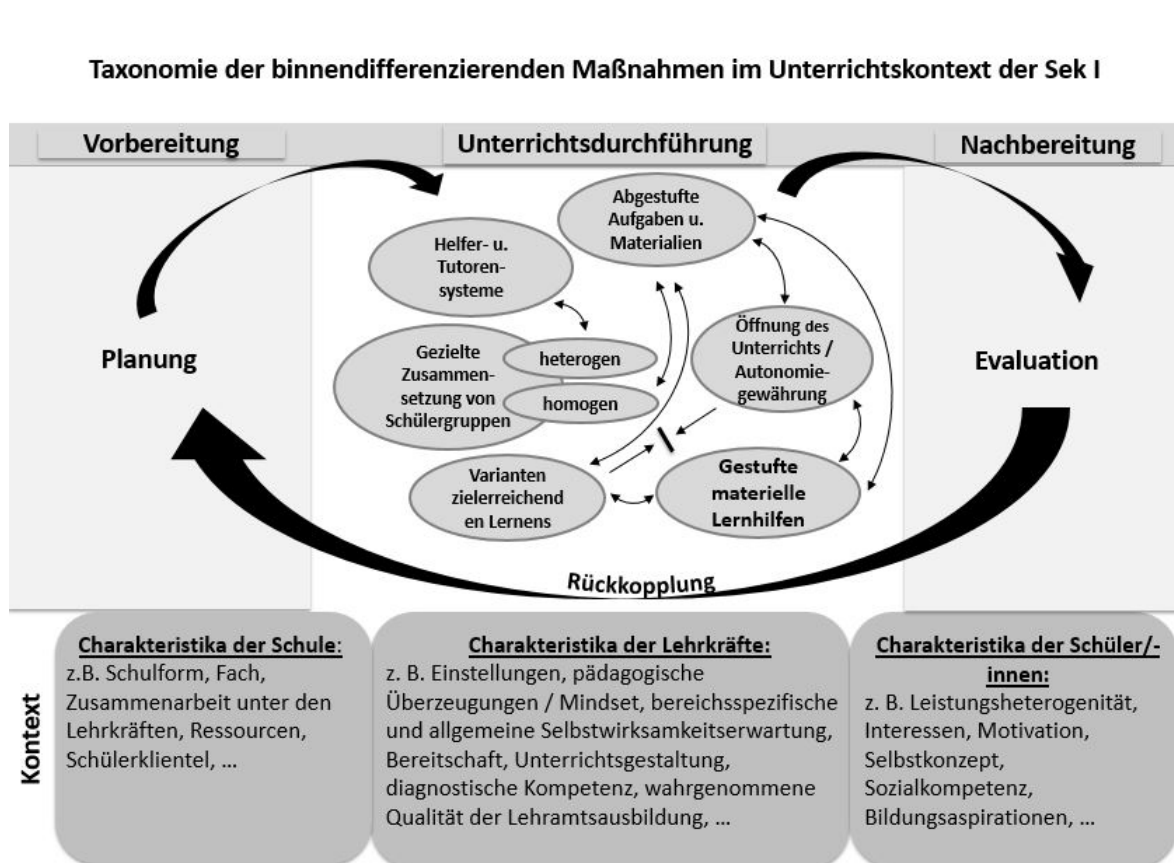 Taxonomie der binnendifferenzierenden Maßnahmen im Unterrichtskontext der Sek I
Vorbereitung
Unterrichtsdurchführung
Nachbereitung
Planung
Helfer- u.
Tutoren-
systeme
Abgestufte
Aufgaben u.
Materialien
Gezielte
Zusammen-
setzung von
Schülergruppen
heterogen
homogen
Öffnung des
Unterrichts /
Autonomie-
gewährung
Varianten
zielerreichend
en Lernens
Gestufte
materielle
Lernhilfen
Evaluation
Rückkopplung
Kontext
Charakteristika der Schule:
z.B. Schulform, Fach,
Zusammenarbeit unter den
Lehrkräften, Ressourcen,
Schülerklientel, ...
Charakteristika der Lehrkräfte:
z. B. Einstellungen, pädagogische
Überzeugungen / Mindset, bereichsspezifische
und allgemeine Selbstwirksamkeitserwartung,
Bereitschaft, Unterrichtsgestaltung,
diagnostische Kompetenz, wahrgenommene
Qualität der Lehramtsausbildung, ...
Charakteristika der Schüler/-
innen:
z. B. Leistungsheterogenität,
Interessen, Motivation,
Selbstkonzept,
Sozialkompetenz,
Bildungsaspirationen, ...